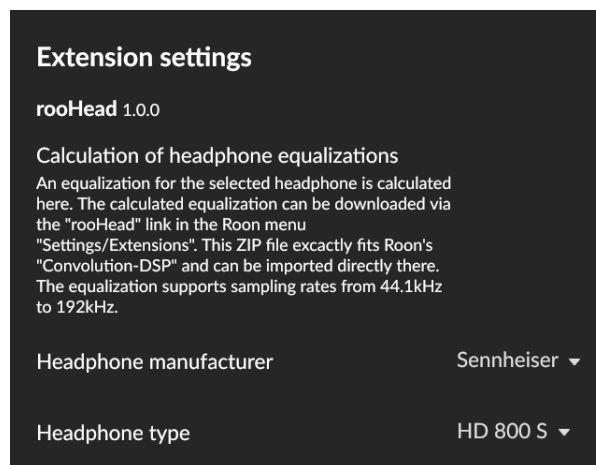 Extension settings
rooHead 1.0.0
Calculation of headphone equalizations
An equalization for the selected headphone is calculated
here. The calculated equalization can be downloaded via
the "rooHead" link in the Roon menu
"Settings/Extensions". This ZIP file excactly fits Roon's
"Convolution-DSP" and can be imported directly there.
The equalization supports sampling rates from 44.1kHz
to 192kHz.
Headphone manufacturer Sennheiser
Headphone type HD 800 S